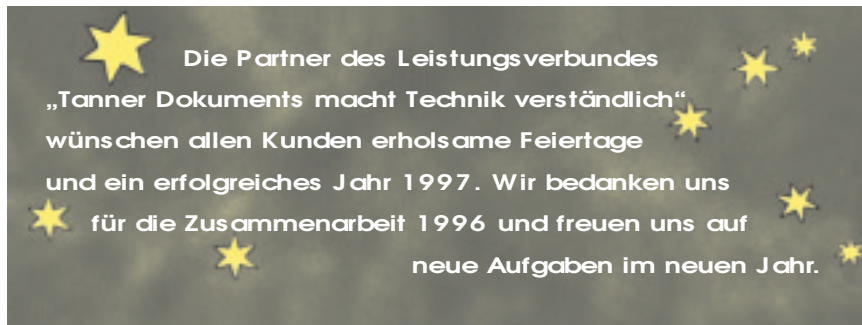 Die Partner des Leistungsverbundes
„Tanner Dokuments macht Technik verständlich“
wünschen allen Kunden erholsame Feiertage
und ein erfolgreiches Jahr 1997. Wir bedanken uns
für die Zusammenarbeit 1996 und freuen uns auf
neue Aufgaben im neuen Jahr.